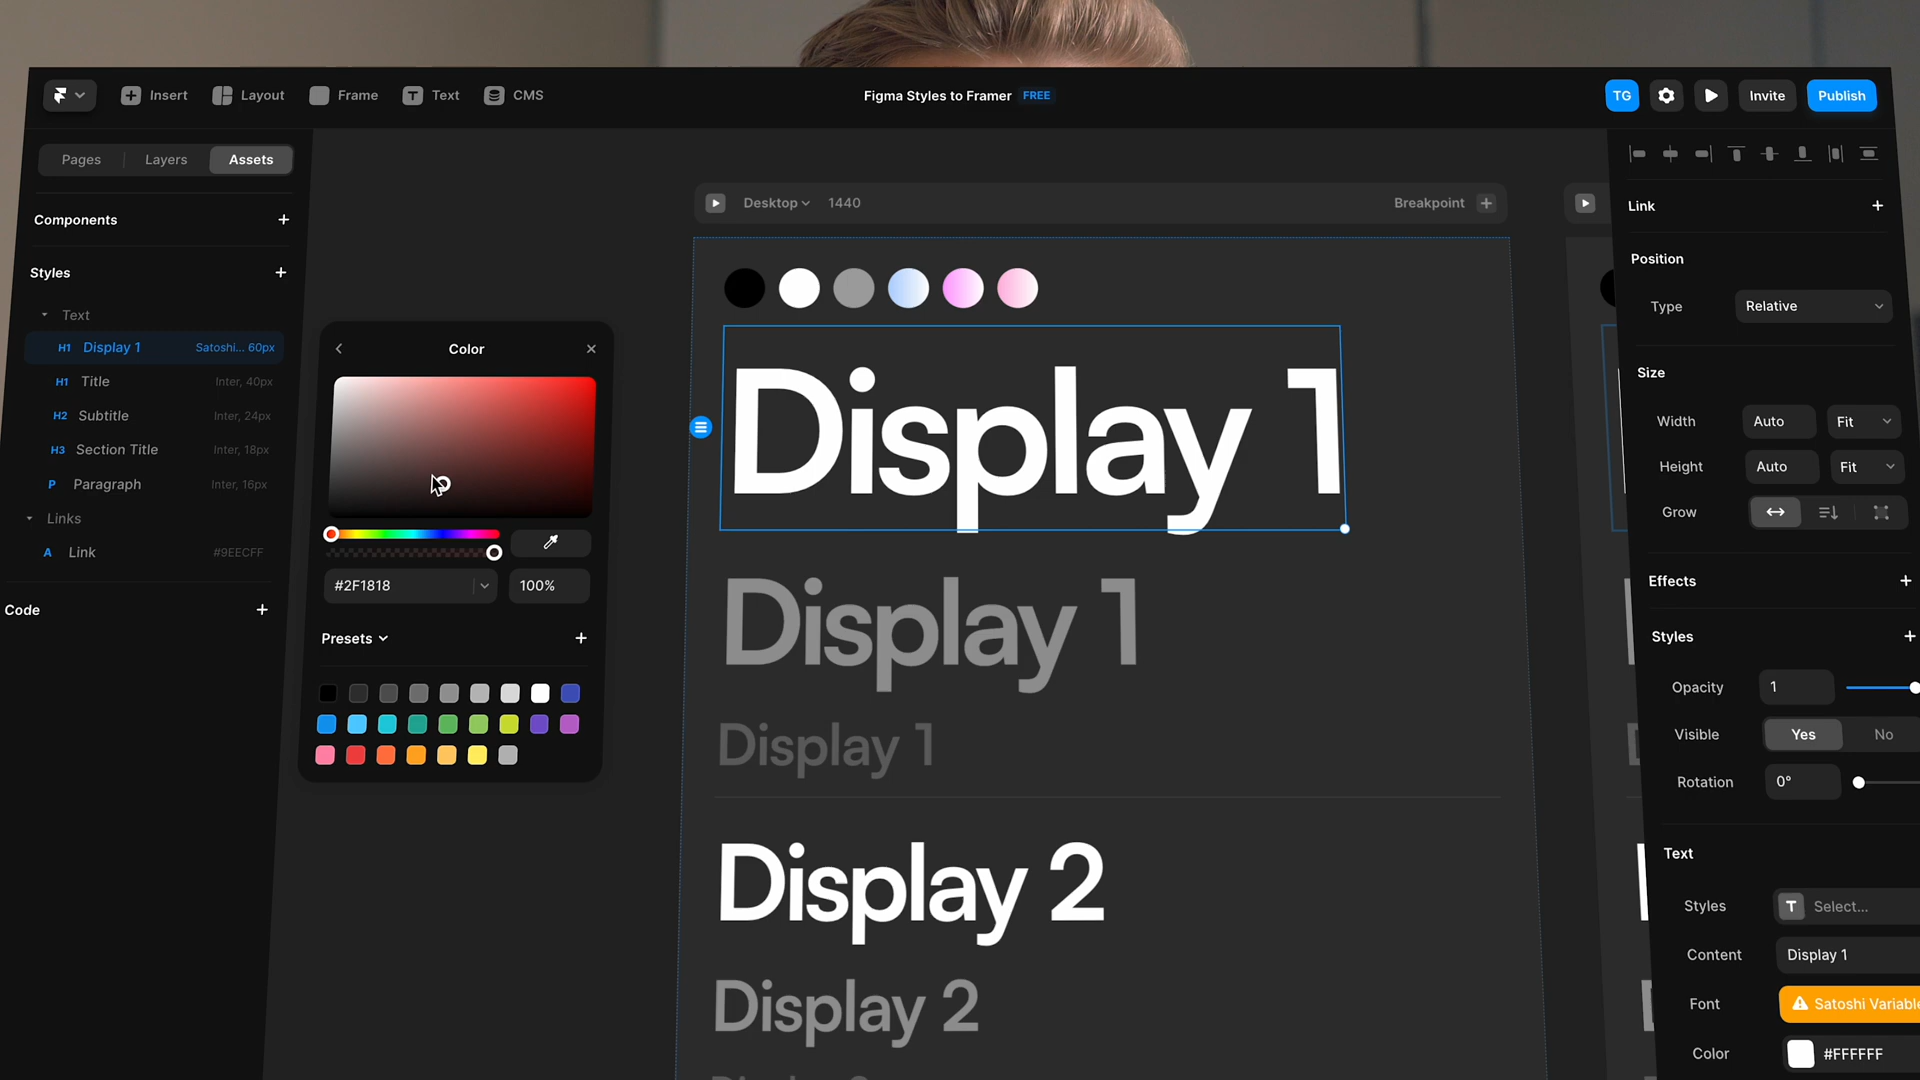 Insert
Layout
Frame
Text
CMS
Figma Styles to Framer FREE
TG
Invite
Publish
Pages
Layers
Assets
Components
Styles
Text
H1 Display 1 Satoshi... 60px
H1 Title Inter, 40px
H2 Subtitle Inter, 24px
H3 Section Title Inter, 18px
P Paragraph Inter, 16px
Links
A Link #9EECFF
Code
Color
#2F1818
100%
Presets
Desktop 1440
Breakpoint
Display 1
Display 1
Display 1
Display 2
Display 2
Link
Position
Type Relative
Size
Width Auto Fit
Height Auto Fit
Grow
Effects
Styles
Opacity 1
Visible Yes No
Rotation 0°
Text
Styles T Select...
Content Display 1
Font Satoshi Variable
Color #FFFFFF